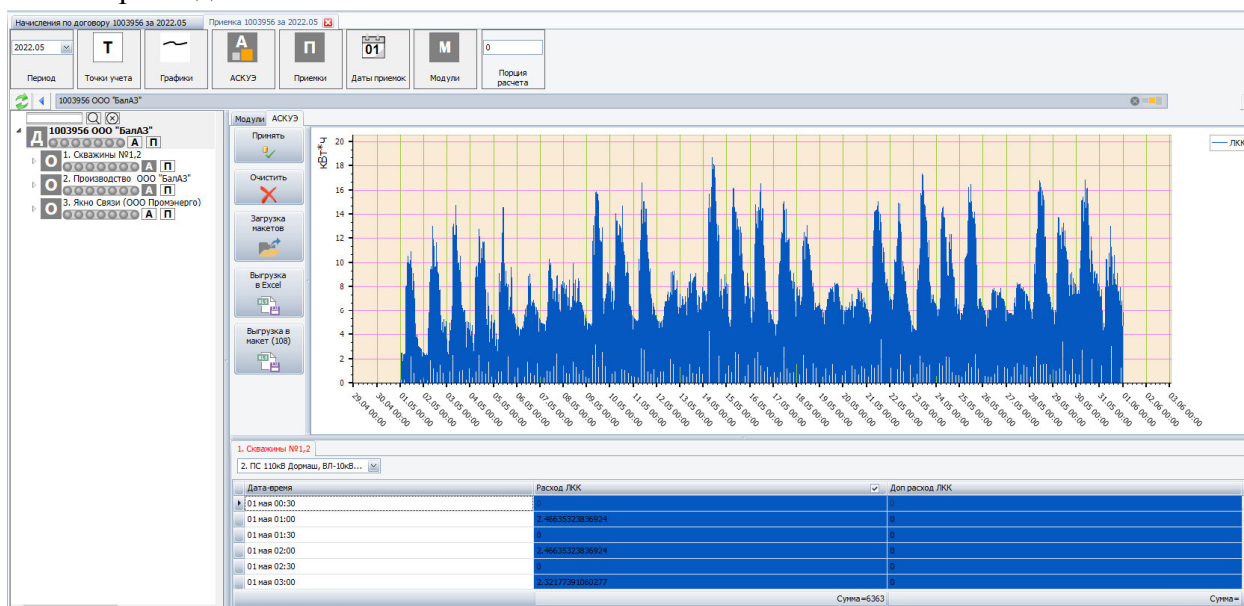 Начисления по договору 1003956 за 2022.05 Приемка 1003956 за 2022.05
2022.05 T А П 01 М 0
Период Точки учета Графики АСКУЭ Приемки Даты приемок Модули Порция расчета
1003956 ООО "БалАЗ"
Д 1003956 ООО "БалАЗ"
А П
О 1. Скважины №1,2
А П
О 2. Производство ООО "БалАЗ"
А П
О 3. Якно Связи (ООО Промэнерго)
А П
Модули АСКУЭ
Принять
Очистить
Загрузка
макетов
Выгрузка
в Excel
Выгрузка в
макет (108)
кВт*ч
20
18
16
14
12
10
8
6
4
2
0
29.04 00:00 30.04 00:00 01.05 00:00 02.05 00:00 03.05 00:00 04.05 00:00 05.05 00:00 06.05 00:00 07.05 00:00 08.05 00:00 09.05 00:00 10.05 00:00 11.05 00:00 12.05 00:00 13.05 00:00 14.05 00:00 15.05 00:00 16.05 00:00 17.05 00:00 18.05 00:00 19.05 00:00 20.05 00:00 21.05 00:00 22.05 00:00 23.05 00:00 24.05 00:00 25.05 00:00 26.05 00:00 27.05 00:00 28.05 00:00 29.05 00:00 30.05 00:00 31.05 00:00 01.06 00:00 02.06 00:00 03.06 00:00
ЛКК
1. Скважины №1,2
2. ПС 110кВ Дормаш, ВЛ-10кВ...
Дата-время Расход ЛКК Доп расход ЛКК
01 мая 00:30 0 0
01 мая 01:00 2.46635323836924 0
01 мая 01:30 0 0
01 мая 02:00 2.46635323836924 0
01 мая 02:30 0 0
01 мая 03:00 2.32177391060277 0
Сумма=6363 Сумма=